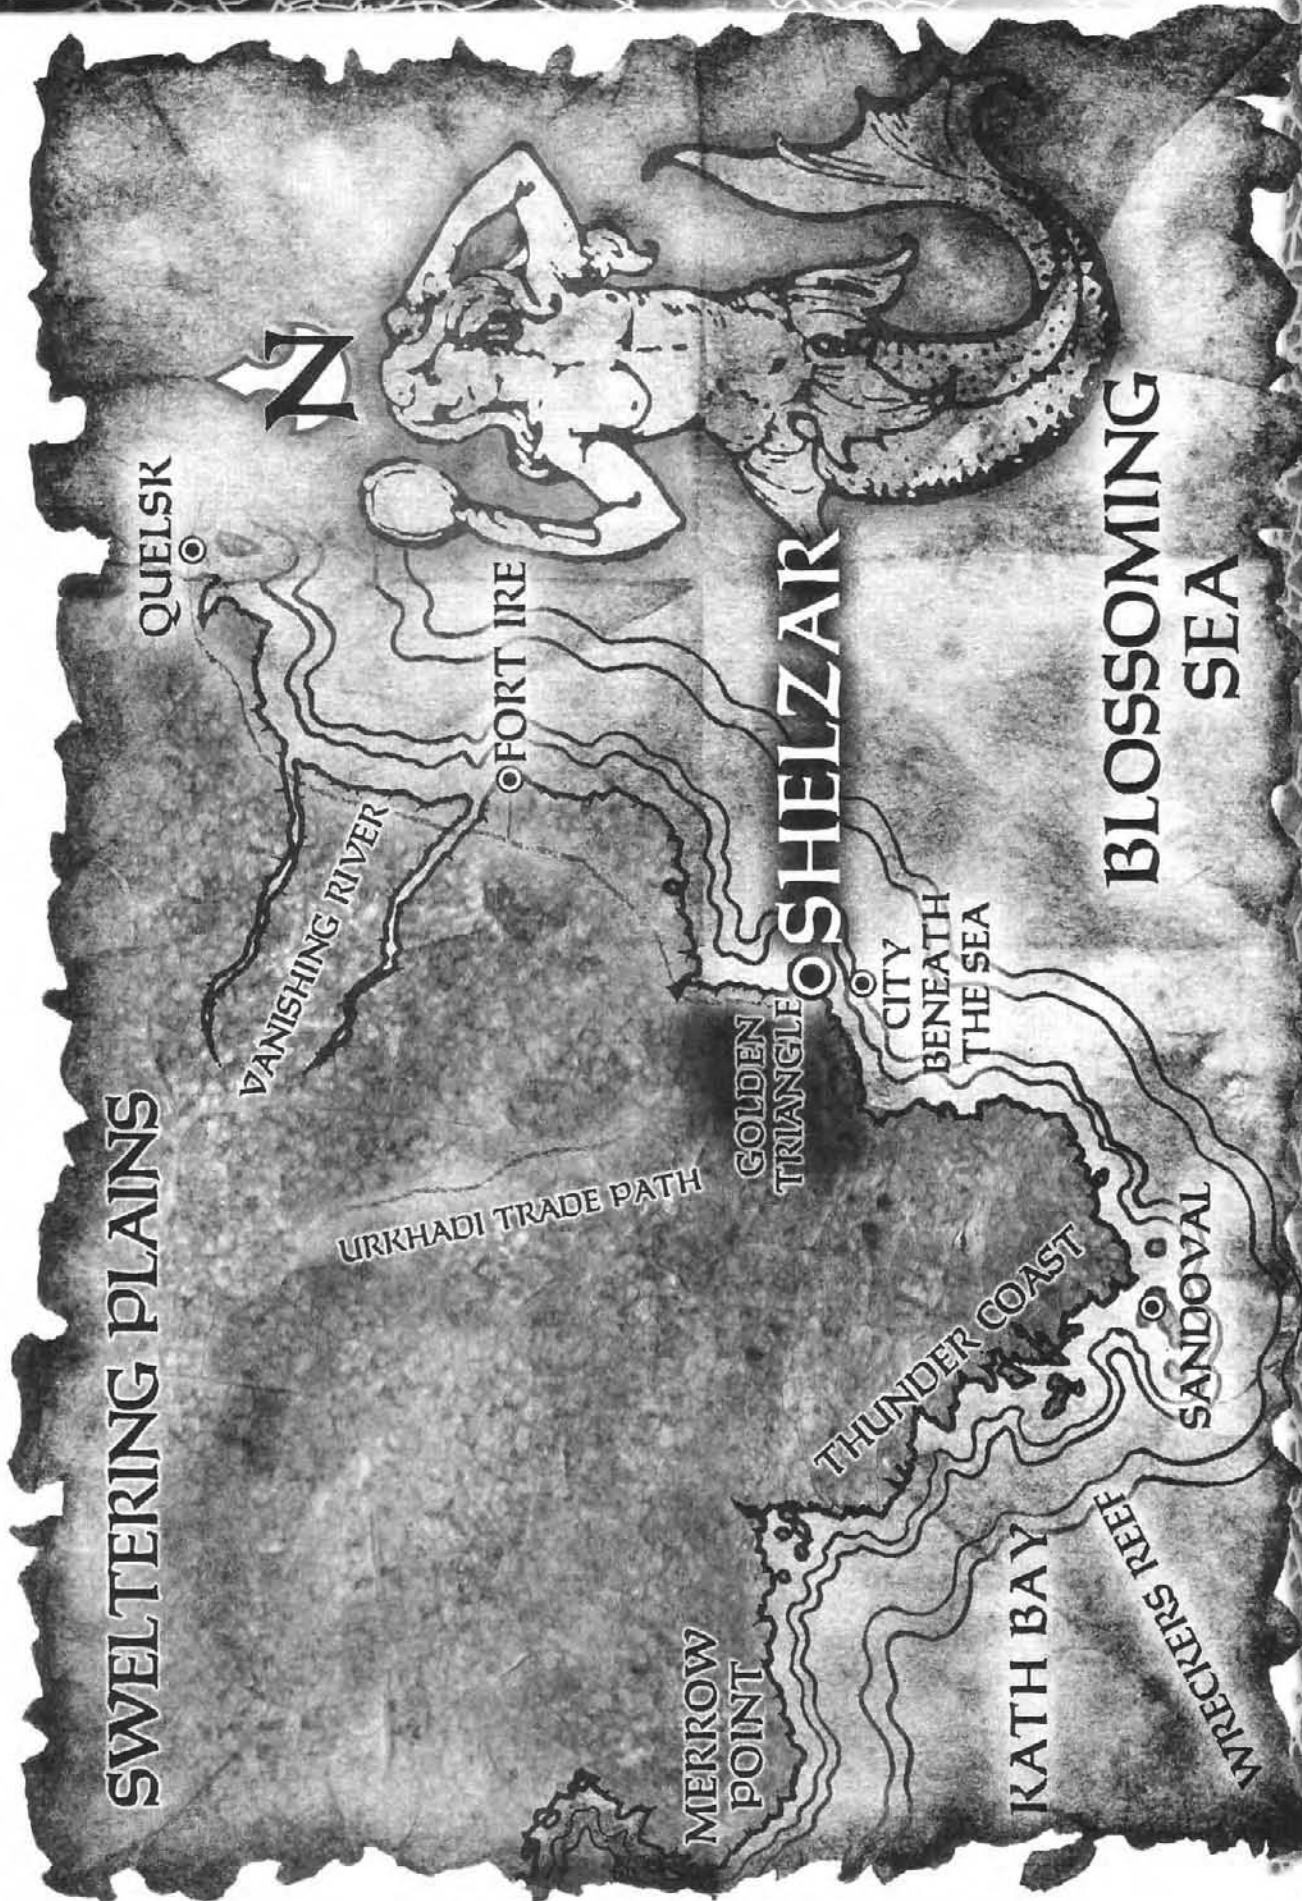 SWELTERING PLAINS
QUELSK
N
VANISHING RIVER
URKHADI TRADE PATH
FORT IRE
MERROW
POINT
GOLDEN
TRIANGLE
SHELZAR
CITY
BENEATH
THE SEA
THUNDER COAST
KATH BAY
BLOSSOMING
SEA
WRECKERS REEF
SANDOVAL